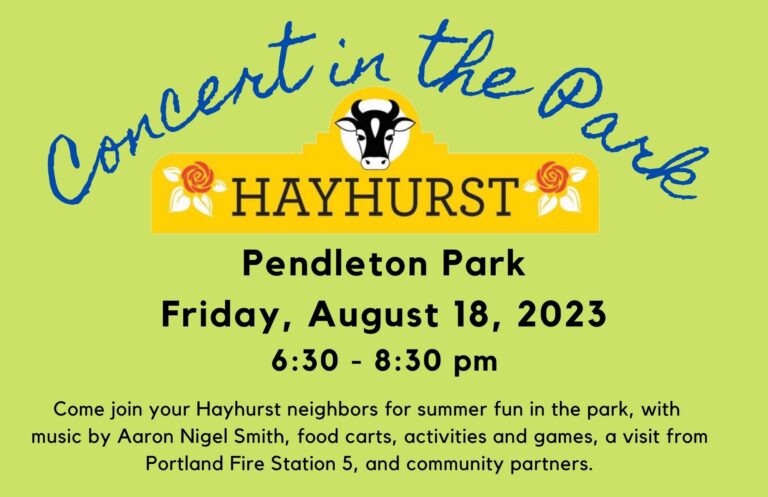 Concert in the Park
HAYHURST
Pendleton Park
Friday, August 18, 2023
6:30 - 8:30 pm
Come join your Hayhurst neighbors for summer fun in the park, with
music by Aaron Nigel Smith, food carts, activities and games, a visit from
Portland Fire Station 5, and community partners.